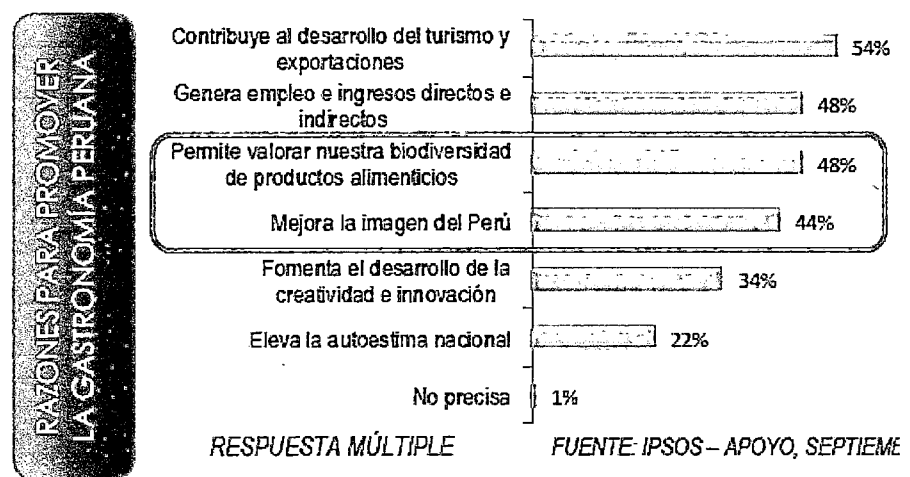 RAZONES PARA PROMOVER
LA GASTRONOMÍA PERUANA
Contribuye al desarrollo del turismo y
exportaciones
54%
Genera empleo e ingresos directos e
indirectos
48%
Permite valorar nuestra biodiversidad
de productos alimenticios
48%
Mejora la imagen del Perú
44%
Fomenta el desarrollo de la
creatividad e innovación
34%
Eleva la autoestima nacional
22%
No precisa
1%
RESPUESTA MÚLTIPLE
FUENTE: IPSOS – APOYO, SEPTIEME